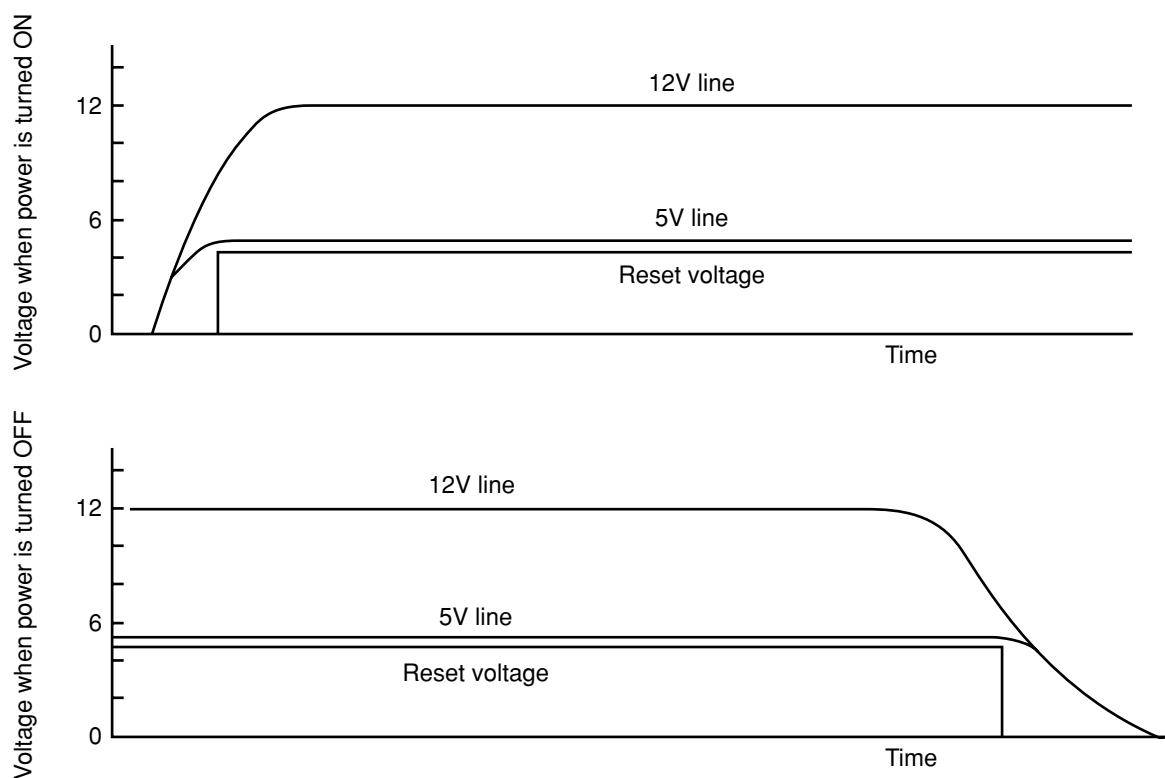 Voltage when power is turned ON
12
6
0
12V line
5V line
Reset voltage
Time
Voltage when power is turned OFF
12
6
0
12V line
5V line
Reset voltage
Time